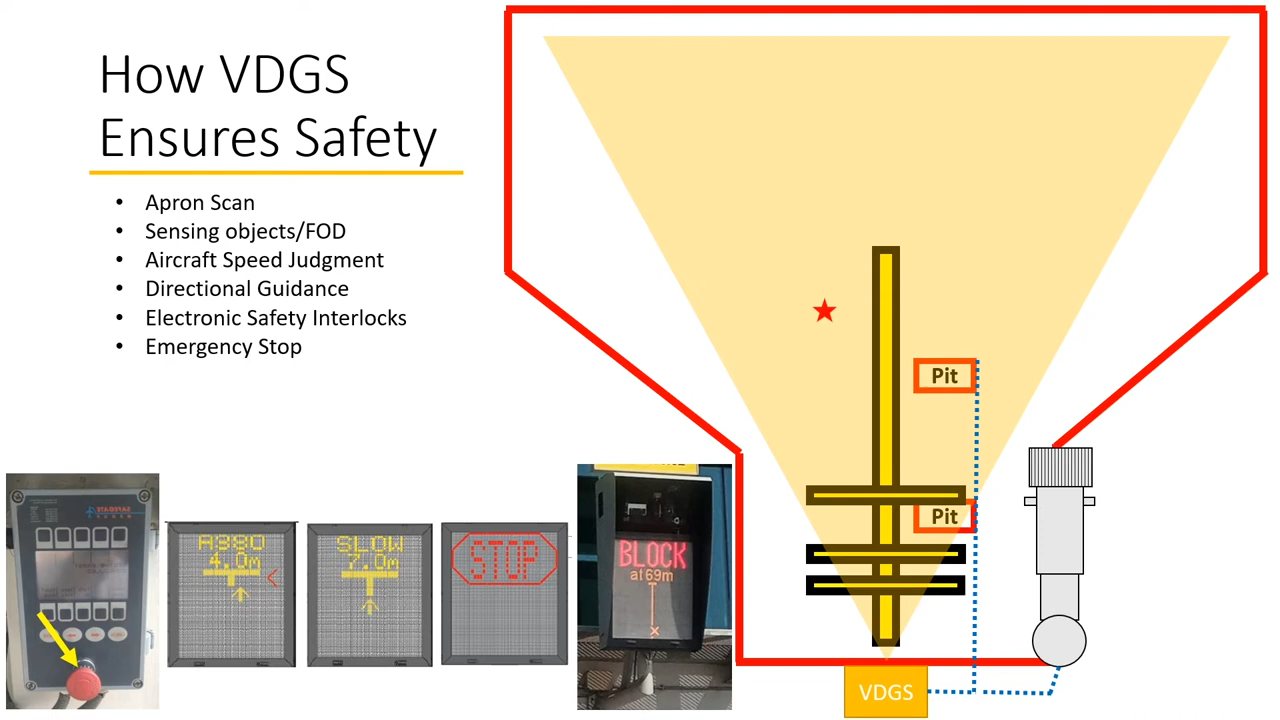 How VDGS
Ensures Safety
• Apron Scan
• Sensing objects/FOD
• Aircraft Speed Judgment
• Directional Guidance
• Electronic Safety Interlocks
• Emergency Stop
Pit
Pit
A380
4.0m
SLOW
7.0m
STOP
BLOCK
at 69m
VDGS